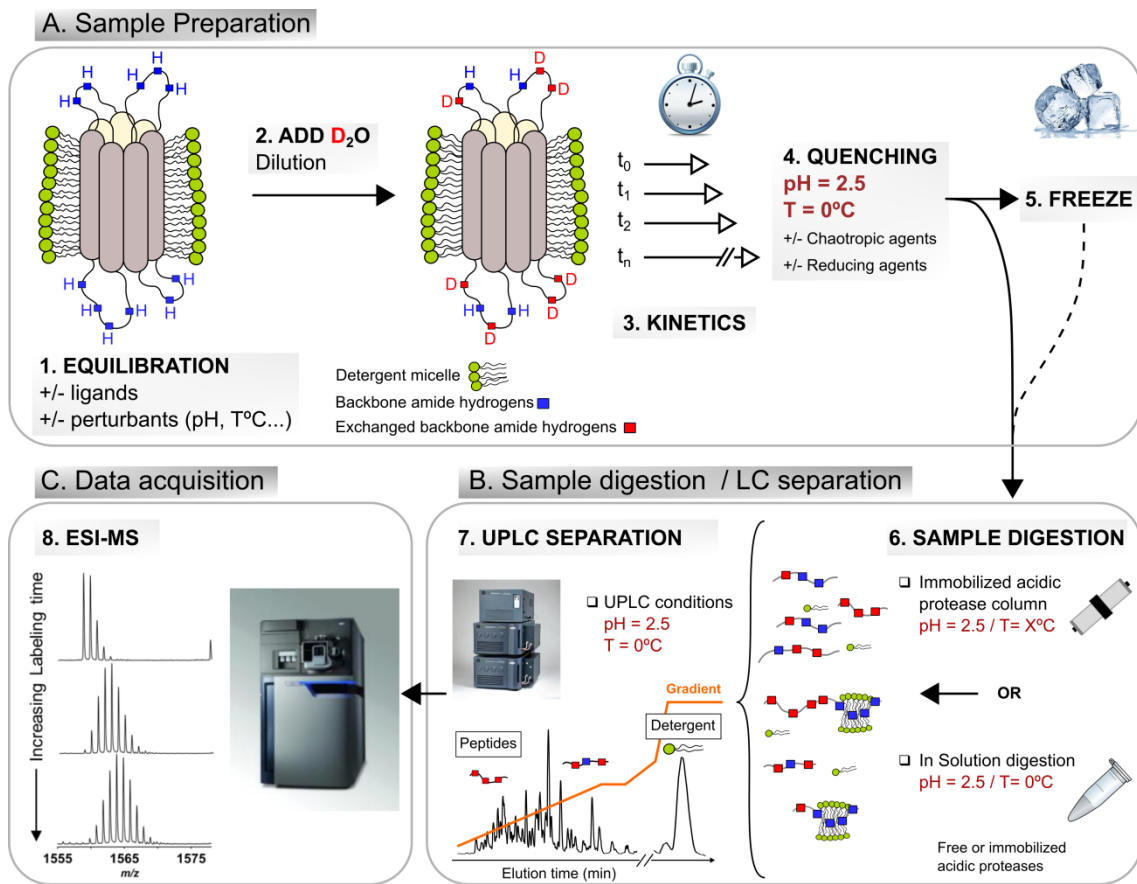 A. Sample Preparation
H
H
H
H
H
H
H
H
H
2. ADD D₂O
Dilution
D
H
D
D
D
D
H
D
H
D
D
t₀
t₁
t₂
tₙ
3. KINETICS
4. QUENCHING
pH = 2.5
T = 0ºC
+/- Chaotropic agents
+/- Reducing agents
5. FREEZE
1. EQUILIBRATION
+/- ligands
+/- perturbants (pH, TºC...)
Detergent micelle
Backbone amide hydrogens
Exchanged backbone amide hydrogens
C. Data acquisition
8. ESI-MS
Increasing Labeling time
1555
1565
1575
m/z
B. Sample digestion / LC separation
7. UPLC SEPARATION
UPLC conditions
pH = 2.5
T = 0ºC
Gradient
Detergent
Peptides
Elution time (min)
6. SAMPLE DIGESTION
Immobilized acidic
protease column
pH = 2.5 / T= XºC
OR
In Solution digestion
pH = 2.5 / T= 0ºC
Free or immobilized
acidic proteases